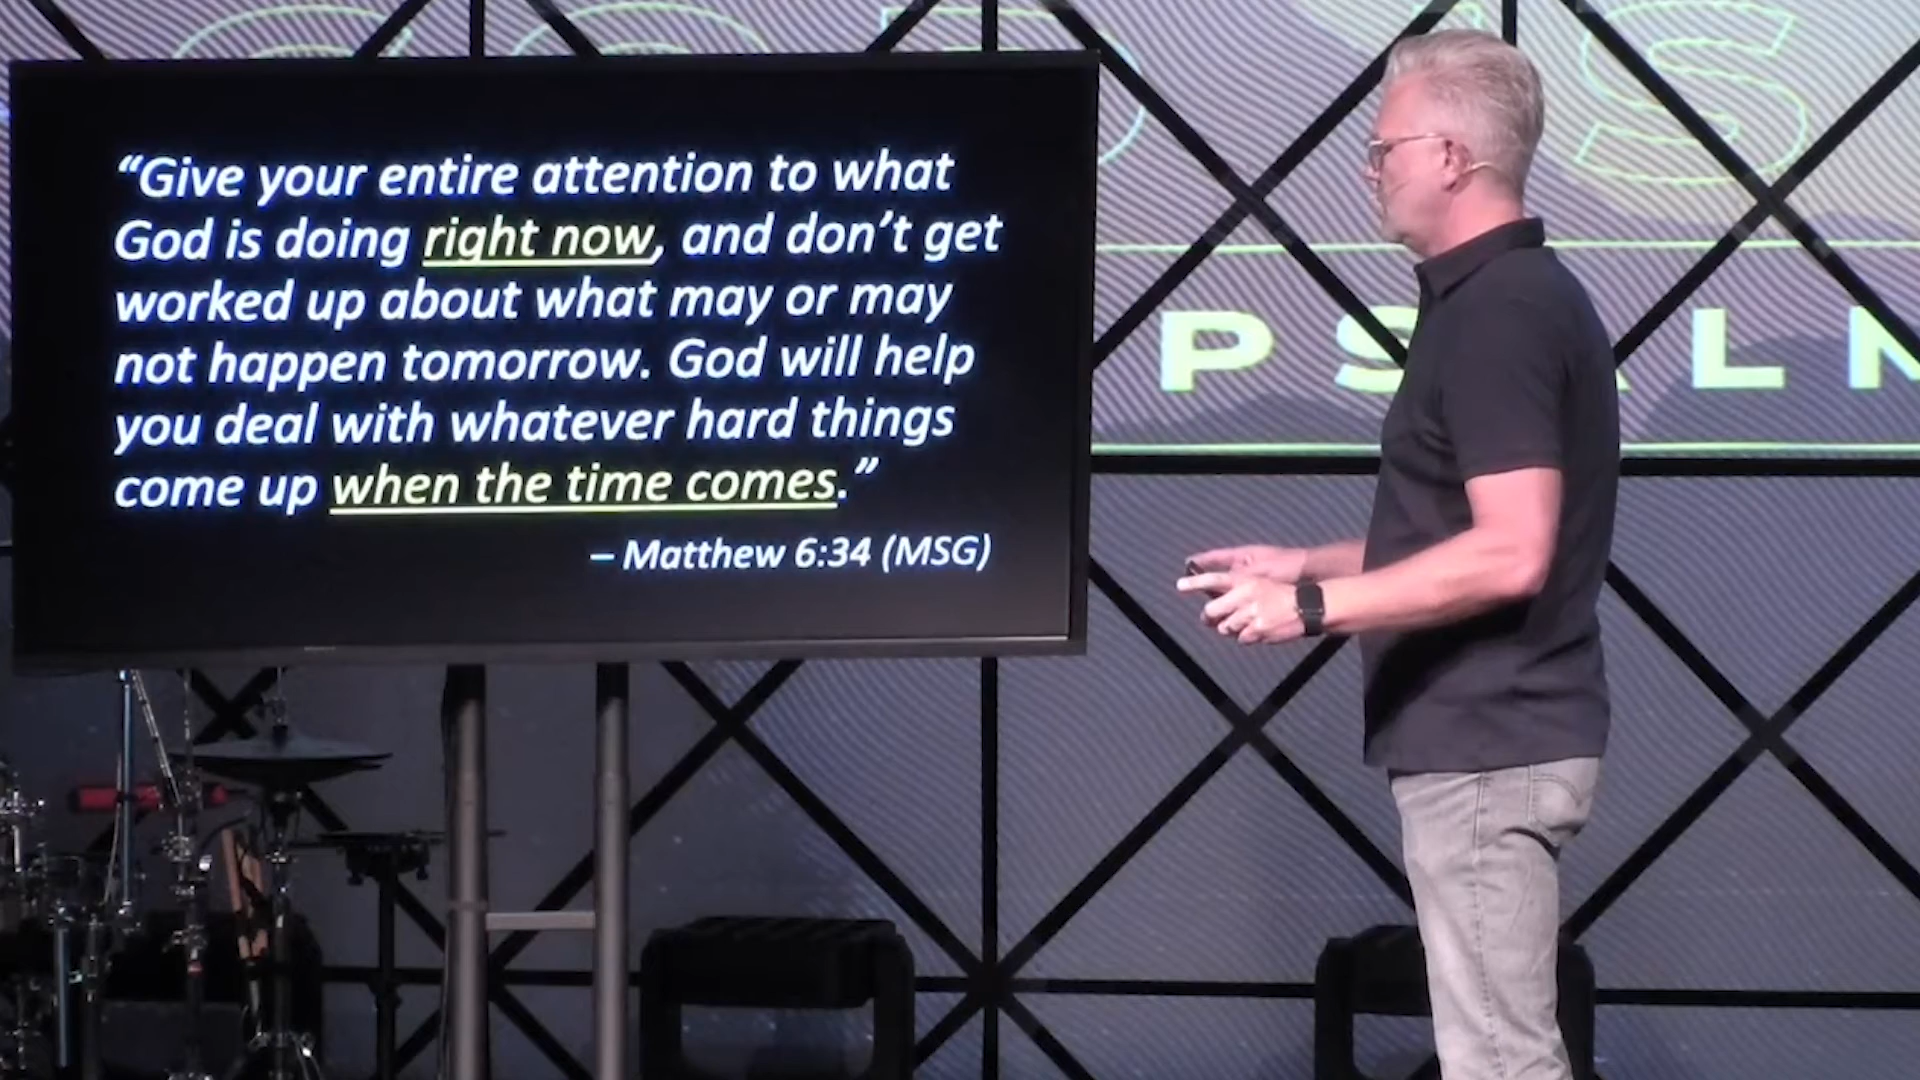 “Give your entire attention to what
God is doing right now, and don’t get
worked up about what may or may
not happen tomorrow. God will help
you deal with whatever hard things
come up when the time comes.”
– Matthew 6:34 (MSG)